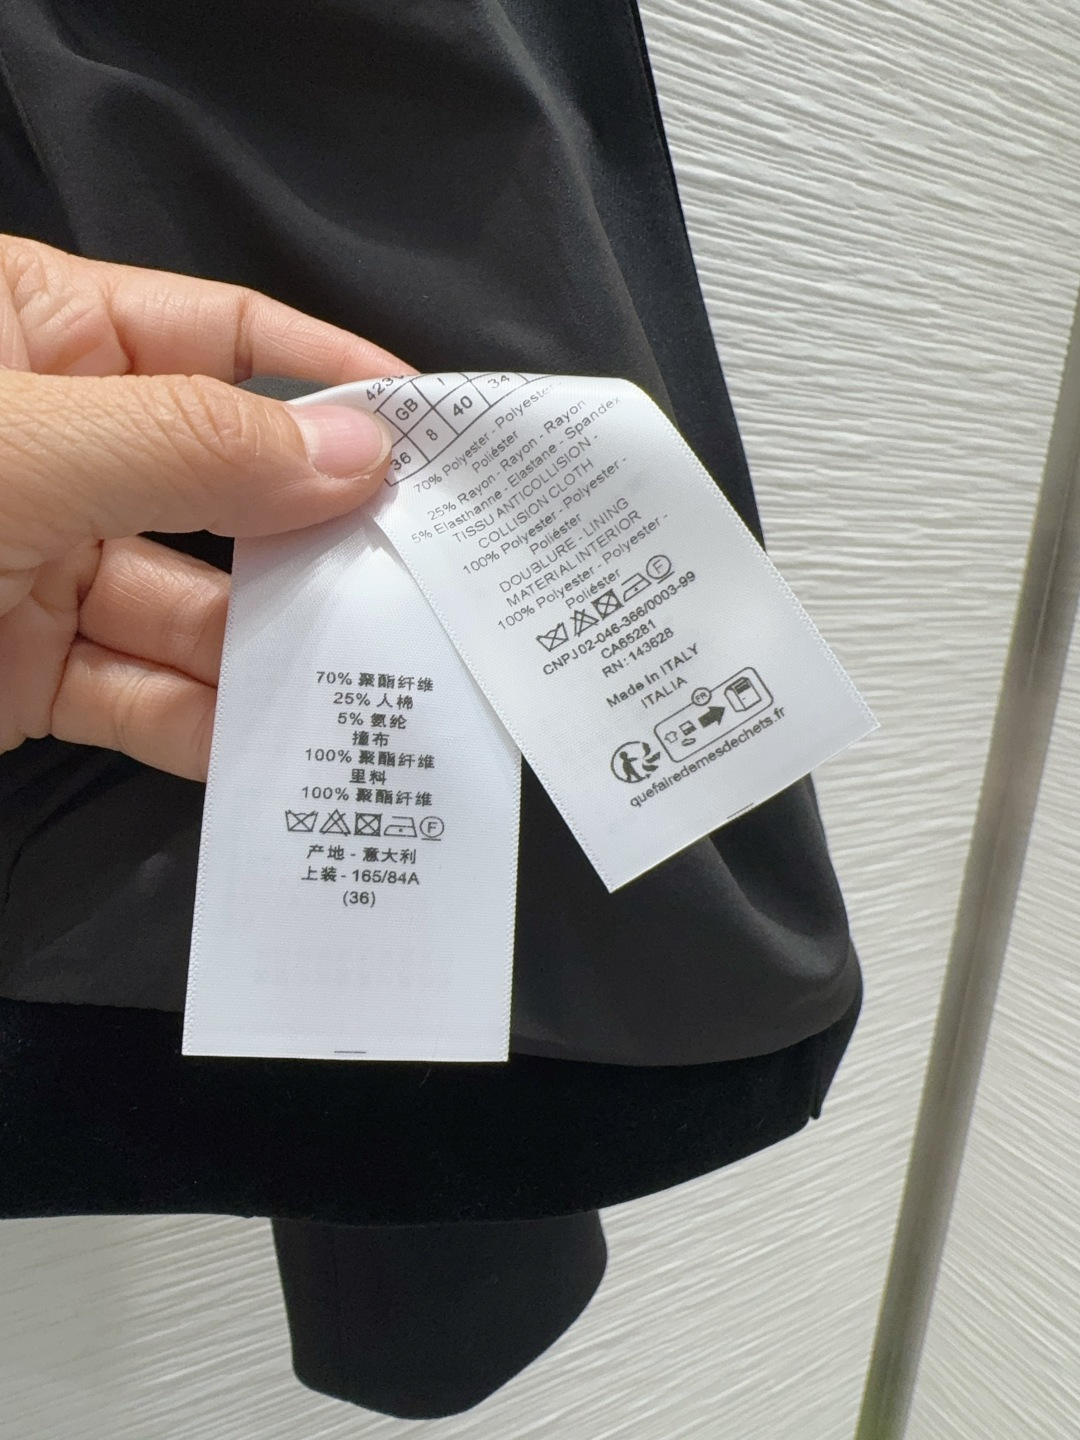 GB
34
36
8
40
70% Polyester - Polyester
Poliéster
25% Rayon - Rayon - Rayon
5% Elasthanne - Elastane - Spandex
TISSU ANTICOLLISION -
COLLISION CLOTH
100% Polyester - Polyester -
Poliéster
DOUBLURE - LINING
MATERIAL INTERIOR
100% Polyester - Polyester -
Poliéster
F
CNPJ 02-046-366/0003-99
CA65281
RN: 143628
Made in ITALY
ITALIA
FR
quefairedemesdechets.fr
70% 聚酯纤维
25% 人棉
5% 氨纶
撞布
100% 聚酯纤维
里料
100% 聚酯纤维
F
产地 - 意大利
上装 - 165/84A
(36)